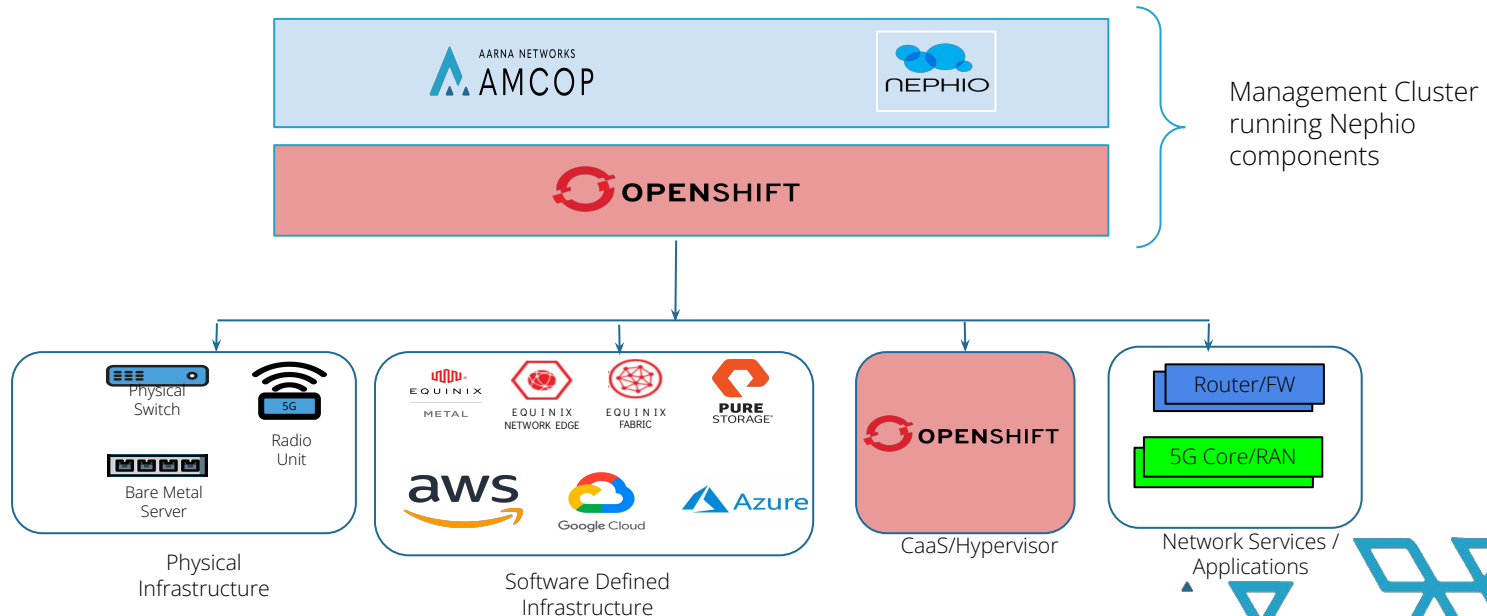 AARNA NETWORKS
AMCOP
NEPHIO
Management Cluster
running Nephio
components
OPENSHIFT
Physical
Switch
5G
Radio
Unit
Bare Metal
Server
Physical
Infrastructure
EQUINIX
METAL
EQUINIX
NETWORK EDGE
EQUINIX
FABRIC
PURE
STORAGE®
aws
Google Cloud
Azure
Software Defined
Infrastructure
OPENSHIFT
CaaS/Hypervisor
Router/FW
5G Core/RAN
Network Services /
Applications